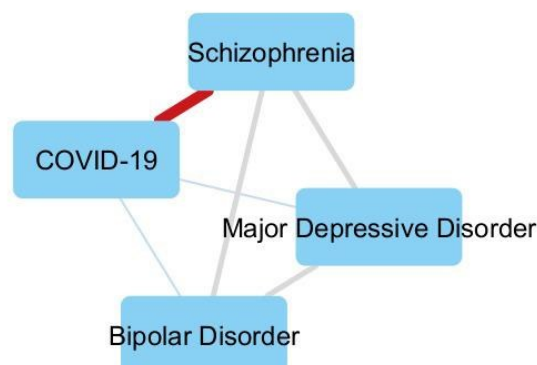 Schizophrenia
COVID-19
Major Depressive Disorder
Bipolar Disorder